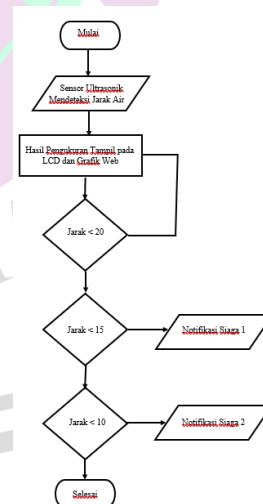 Mulai
Sensor Ultrasonik
Mendeteksi Jarak Air
Hasil Pengukuran Tampil pada
LCD dan Grafik Web
Jarak < 20
Jarak < 15
Notifikasi Siaga 1
Jarak < 10
Notifikasi Siaga 2
Selesai